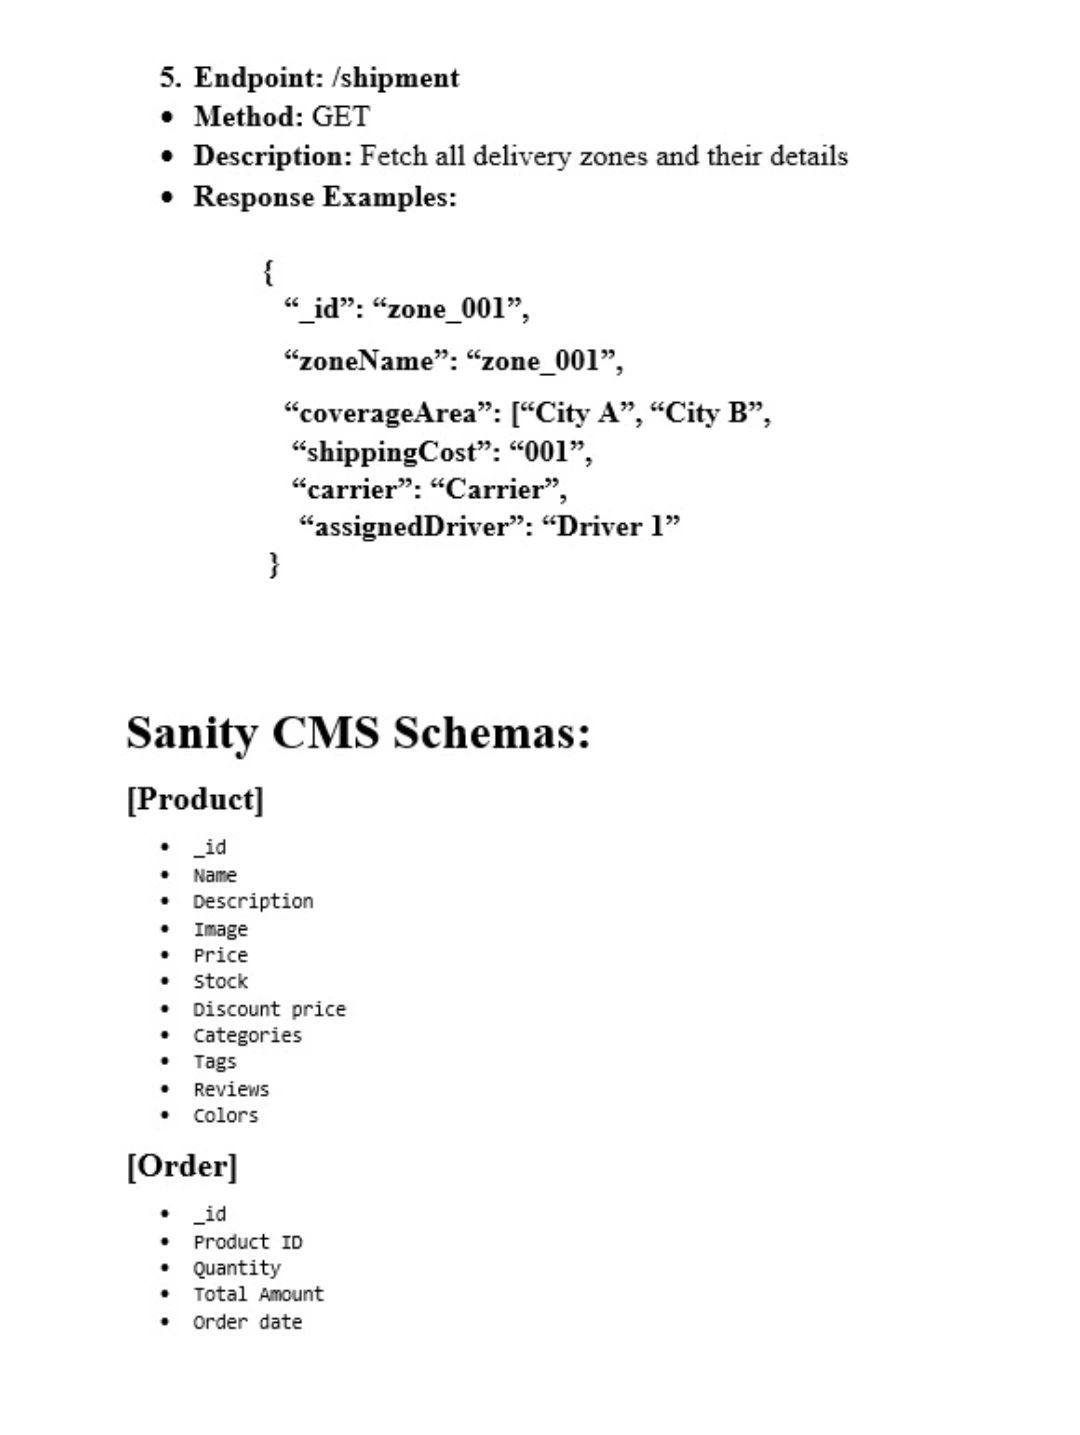 5. Endpoint: /shipment
• Method: GET
• Description: Fetch all delivery zones and their details
• Response Examples:
{
“_id”: “zone_001”,
“zoneName”: “zone_001”,
“coverageArea”: [“City A”, “City B”,
“shippingCost”: “001”,
“carrier”: “Carrier”,
“assignedDriver”: “Driver 1”
}
Sanity CMS Schemas:
[Product]
• _id
• Name
• Description
• Image
• Price
• Stock
• Discount price
• Categories
• Tags
• Reviews
• Colors
[Order]
• _id
• Product ID
• Quantity
• Total Amount
• Order date